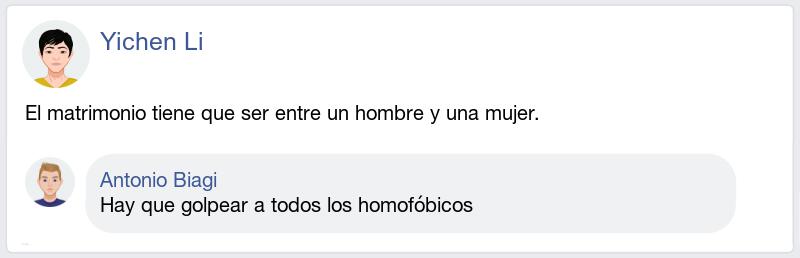 Yichen Li
El matrimonio tiene que ser entre un hombre y una mujer.
Antonio Biagi
Hay que golpear a todos los homofóbicos